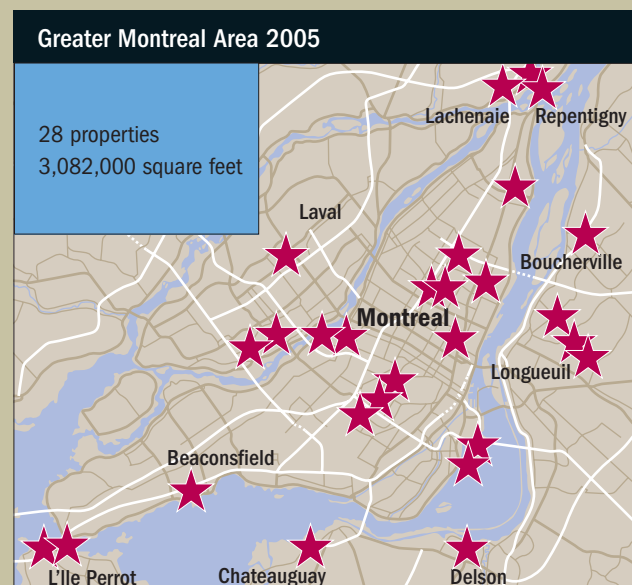 Greater Montreal Area 2005
28 properties
3,082,000 square feet
Lachenaie
Repentigny
Laval
Boucherville
Montreal
Longueuil
Beaconsfield
L'Ile Perrot
Chateauguay
Delson